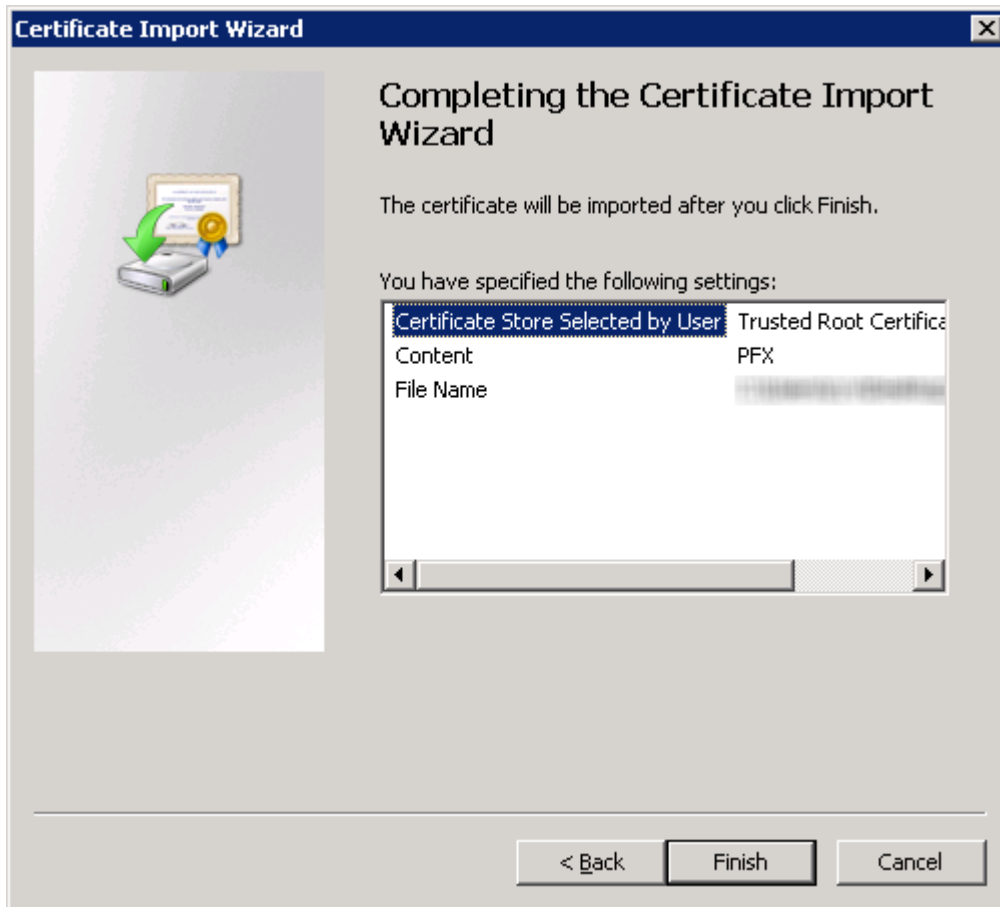 Certificate Import Wizard
Completing the Certificate Import
Wizard
The certificate will be imported after you click Finish.
You have specified the following settings:
Certificate Store Selected by User Trusted Root Certifica
Content PFX
File Name
< Back Finish Cancel